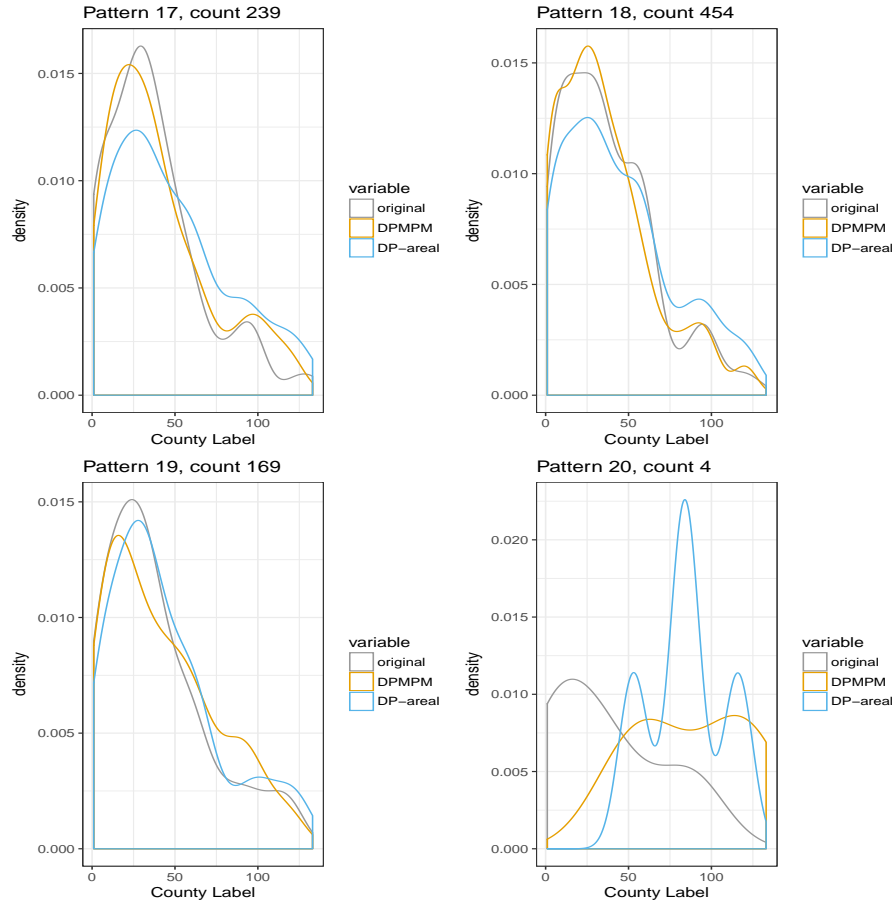 Pattern 17, count 239
density
0.015
0.010
0.005
0.000
0
50
100
County Label
variable
original
DPMPM
DP−areal
Pattern 18, count 454
density
0.015
0.010
0.005
0.000
0
50
100
County Label
variable
original
DPMPM
DP−areal
Pattern 19, count 169
density
0.015
0.010
0.005
0.000
0
50
100
County Label
variable
original
DPMPM
DP−areal
Pattern 20, count 4
density
0.020
0.015
0.010
0.005
0.000
0
50
100
County Label
variable
original
DPMPM
DP−areal